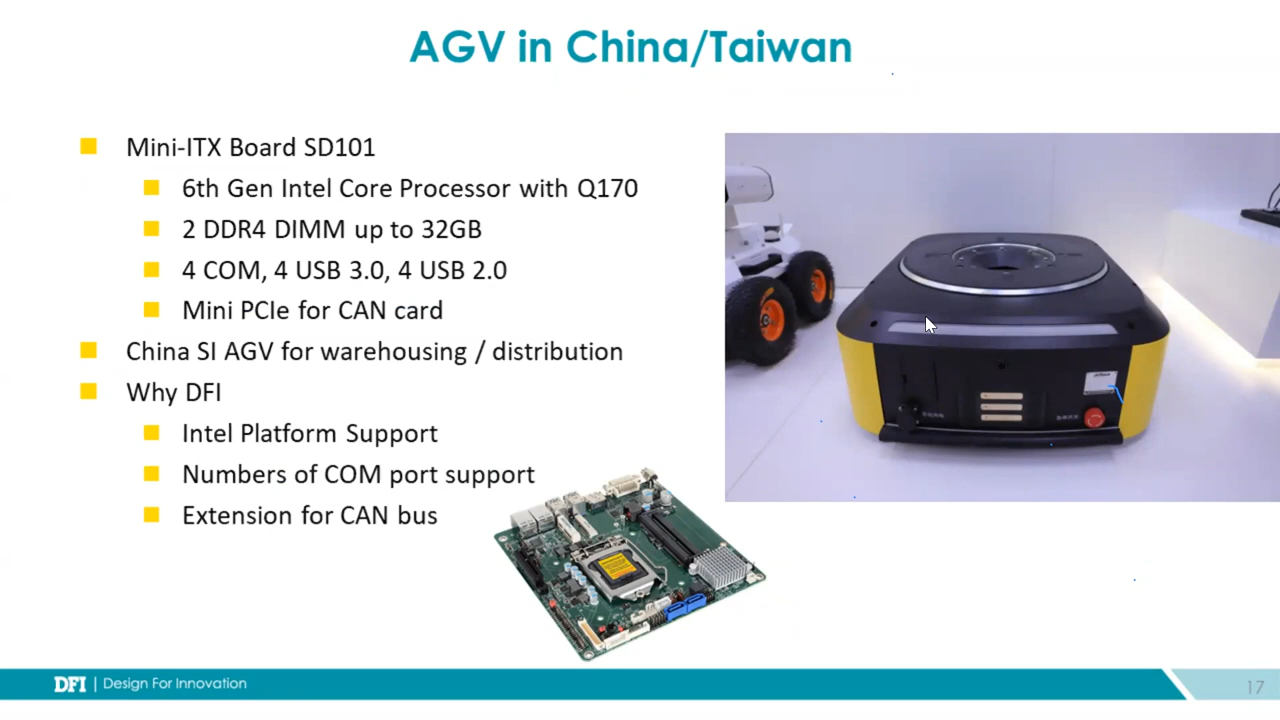 AGV in China/Taiwan
Mini-ITX Board SD101
6th Gen Intel Core Processor with Q170
2 DDR4 DIMM up to 32GB
4 COM, 4 USB 3.0, 4 USB 2.0
Mini PCIe for CAN card
China SI AGV for warehousing / distribution
Why DFI
Intel Platform Support
Numbers of COM port support
Extension for CAN bus
DFI | Design For Innovation
17